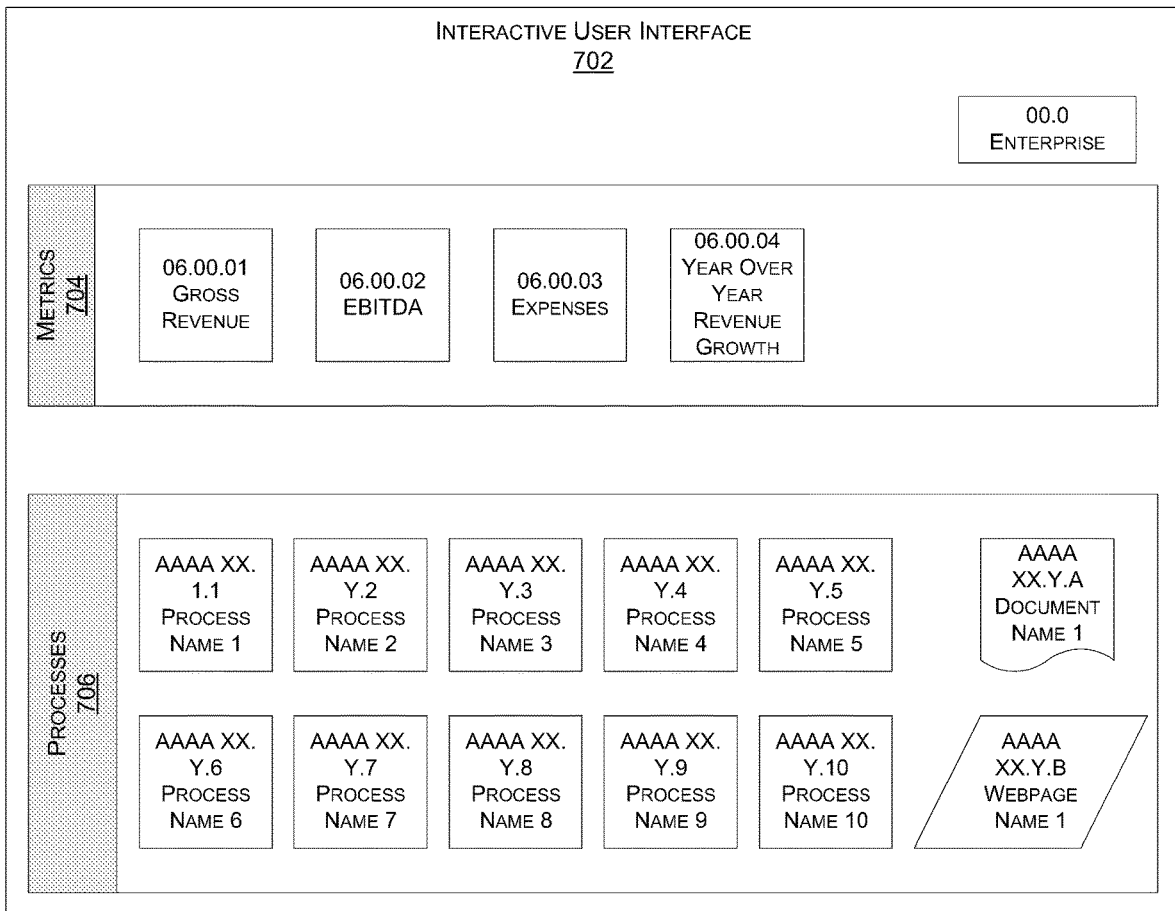 INTERACTIVE USER INTERFACE
702
00.0
ENTERPRISE
METRICS
704
06.00.01
GROSS
REVENUE
06.00.02
EBITDA
06.00.03
EXPENSES
06.00.04
YEAR OVER
YEAR
REVENUE
GROWTH
PROCESSES
706
AAAA XX.
1.1
PROCESS
NAME 1
AAAA XX.
Y.2
PROCESS
NAME 2
AAAA XX.
Y.3
PROCESS
NAME 3
AAAA XX.
Y.4
PROCESS
NAME 4
AAAA XX.
Y.5
PROCESS
NAME 5
AAAA
XX.Y.A
DOCUMENT
NAME 1
AAAA XX.
Y.6
PROCESS
NAME 6
AAAA XX.
Y.7
PROCESS
NAME 7
AAAA XX.
Y.8
PROCESS
NAME 8
AAAA XX.
Y.9
PROCESS
NAME 9
AAAA XX.
Y.10
PROCESS
NAME 10
AAAA
XX.Y.B
WEBPAGE
NAME 1